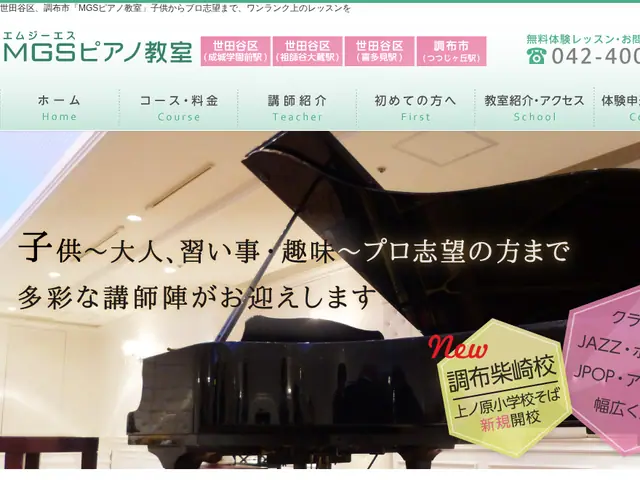 世田谷区、調布市「MGSピアノ教室」子供からプロ志望まで、ワンランク上のレッスンを
エムジーエス
MGSピアノ教室
世田谷区
(成城学園前駅)
世田谷区
(祖師谷大蔵駅)
世田谷区
(喜多見駅)
調布市
(つつじヶ丘駅)
無料体験レッスン・お問
042-400
ホーム
Home
コース・料金
Course
講師紹介
Teacher
初めての方へ
First
教室紹介・アクセス
School
体験申
Co
子供〜大人、習い事・趣味〜プロ志望の方まで
多彩な講師陣がお迎えします
New
調布柴崎校
上ノ原小学校そば
新規開校
クラ
JAZZ・ポ
JPOP・ア
幅広く